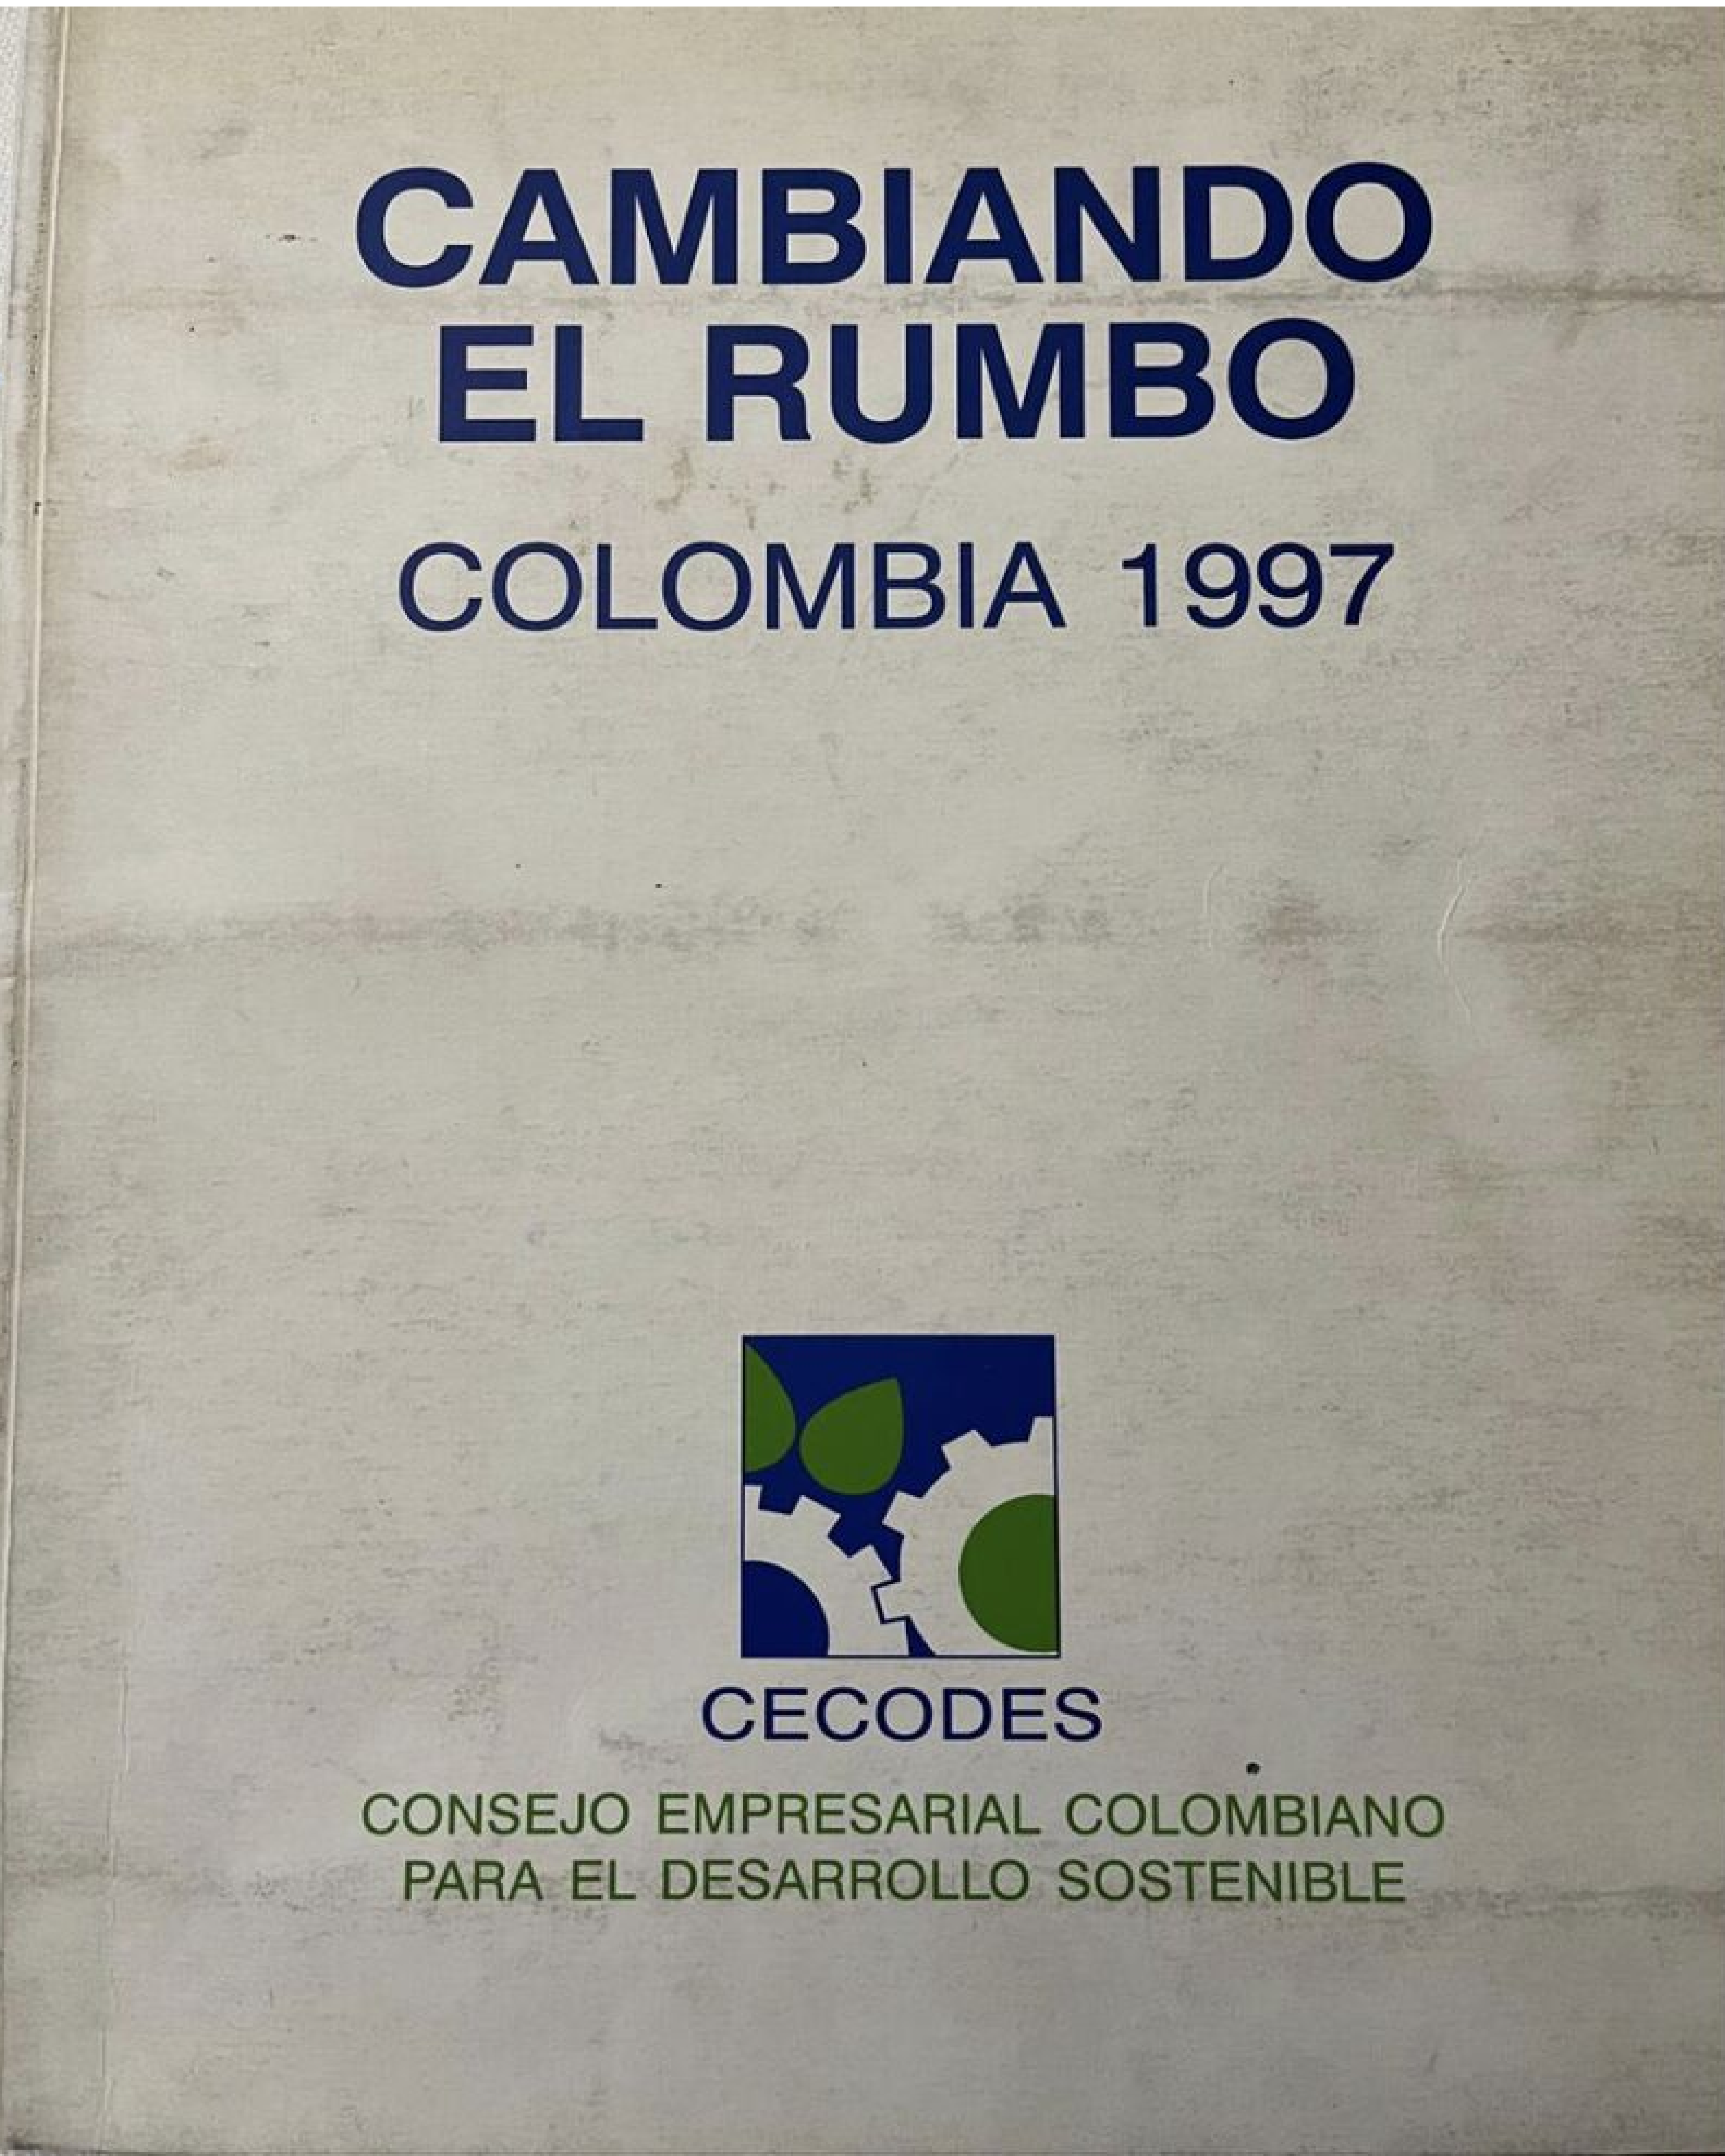 CAMBIANDO
EL RUMBO
COLOMBIA 1997
CECODES
CONSEJO EMPRESARIAL COLOMBIANO
PARA EL DESARROLLO SOSTENIBLE